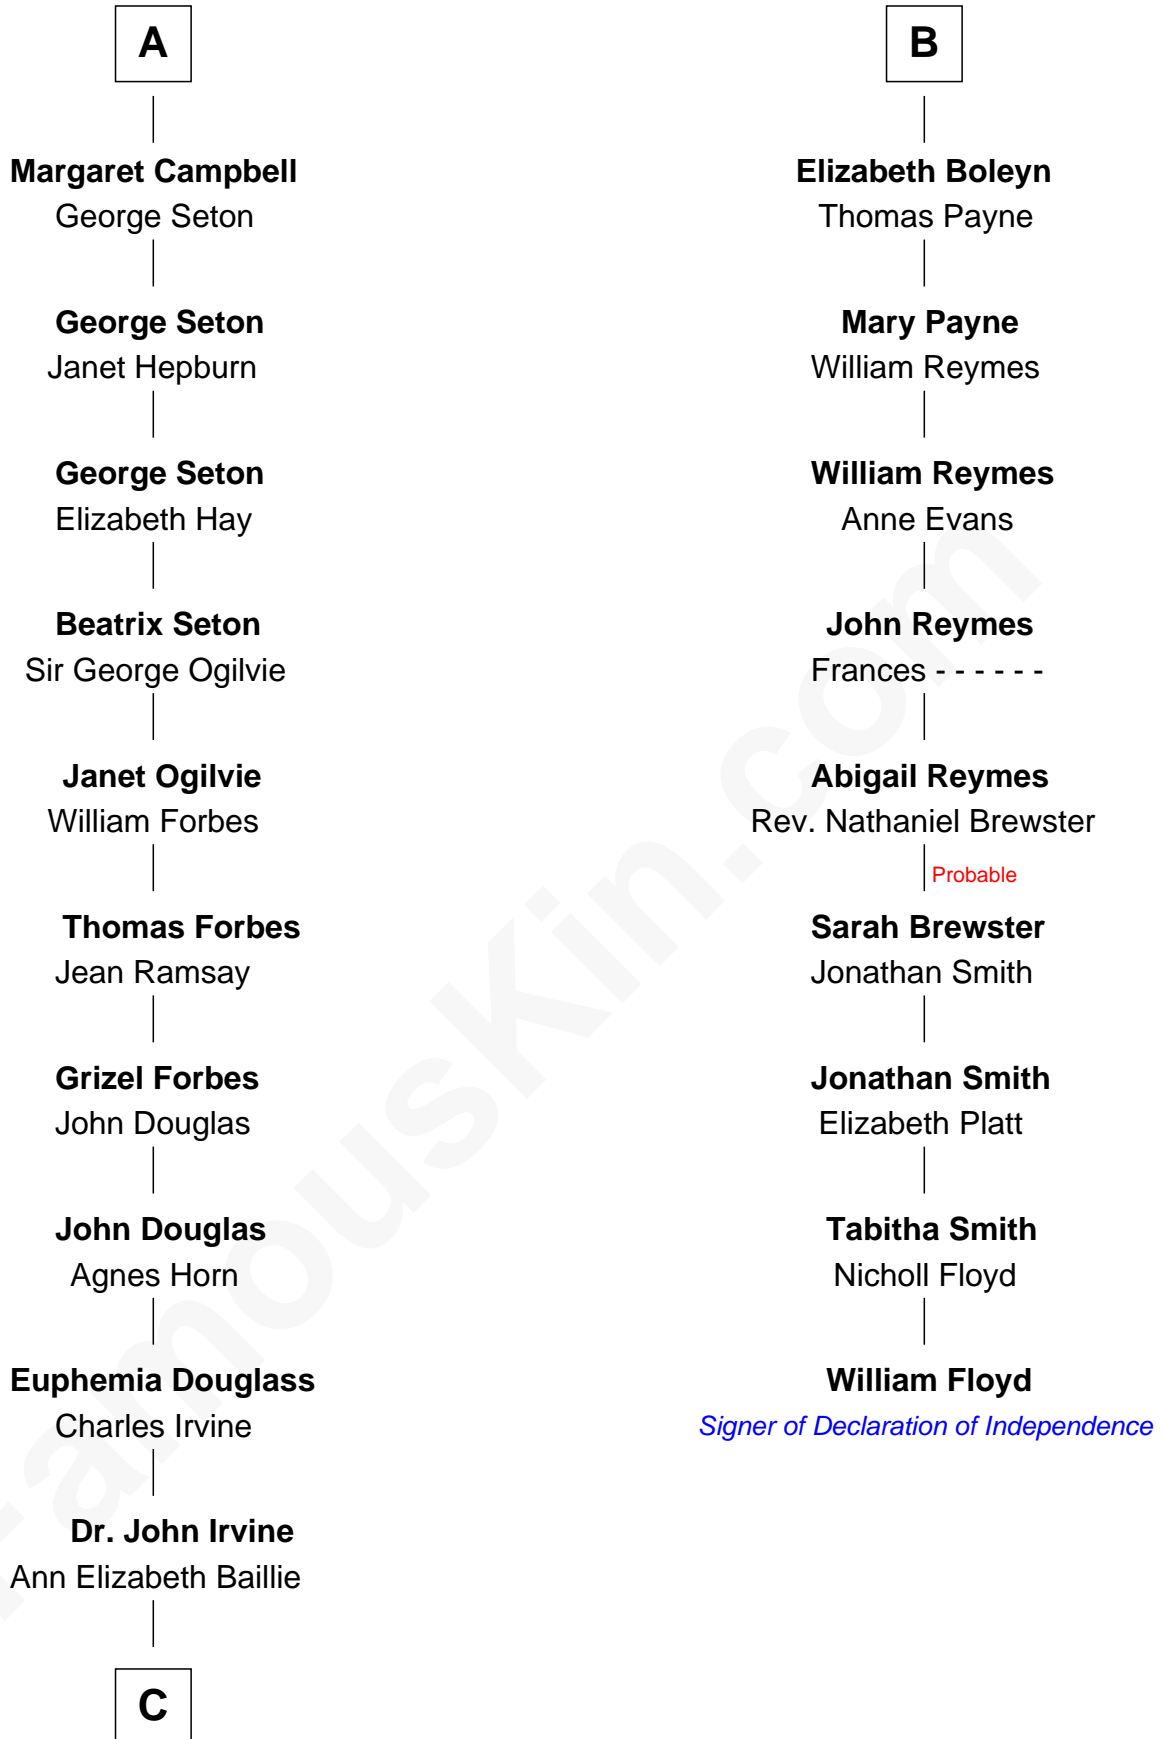 A
Margaret Campbell
George Seton
George Seton
Janet Hepburn
George Seton
Elizabeth Hay
Beatrix Seton
Sir George Ogilvie
Janet Ogilvie
William Forbes
Thomas Forbes
Jean Ramsay
Grizel Forbes
John Douglas
John Douglas
Agnes Horn
Euphemia Douglass
Charles Irvine
Dr. John Irvine
Ann Elizabeth Baillie
C
B
Elizabeth Boleyn
Thomas Payne
Mary Payne
William Reymes
William Reymes
Anne Evans
John Reymes
Frances - - - - - -
Abigail Reymes
Rev. Nathaniel Brewster
Probable
Sarah Brewster
Jonathan Smith
Jonathan Smith
Elizabeth Platt
Tabitha Smith
Nicholl Floyd
William Floyd
Signer of Declaration of Independence
FamousKin.com